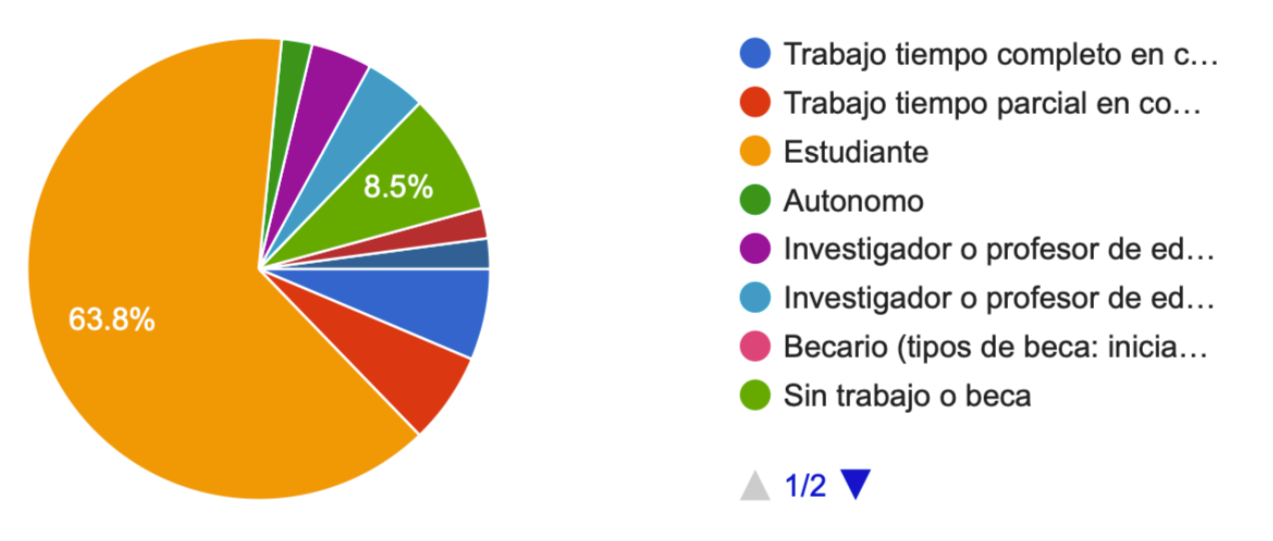 63.8%
8.5%
Trabajo tiempo completo en c...
Trabajo tiempo parcial en co...
Estudiante
Autonomo
Investigador o profesor de ed...
Investigador o profesor de ed...
Becario (tipos de beca: inicia...
Sin trabajo o beca
1/2